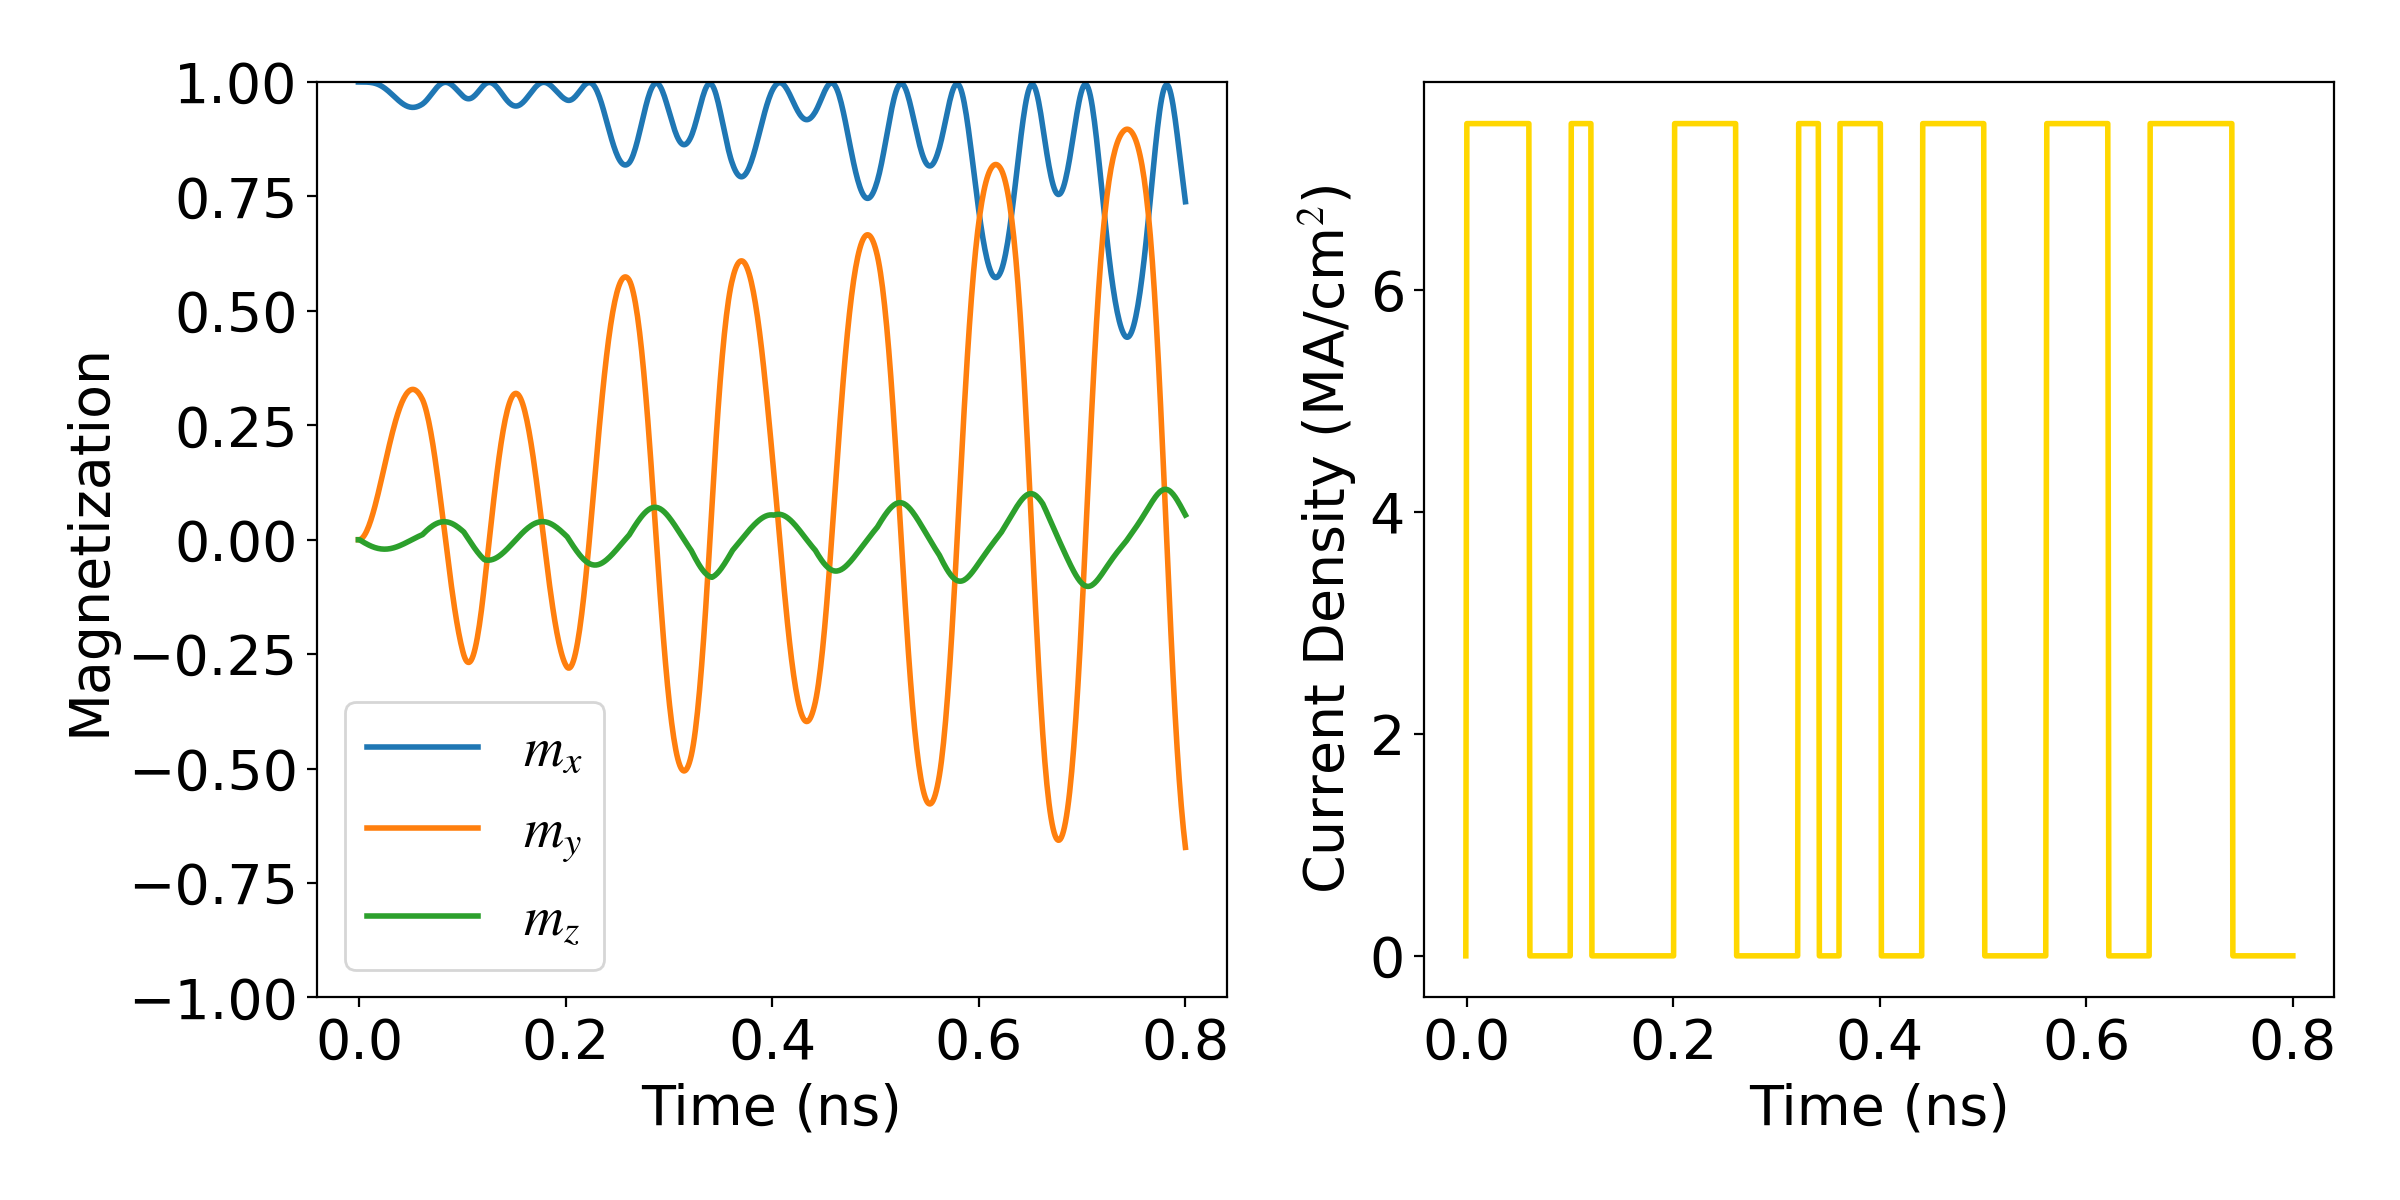 Magnetization
1.00
0.75
0.50
0.25
0.00
−0.25
−0.50
−0.75
−1.00
m_x
m_y
m_z
0.0 0.2 0.4 0.6 0.8
Time (ns)
Current Density (MA/cm²)
6
4
2
0
0.0 0.2 0.4 0.6 0.8
Time (ns)